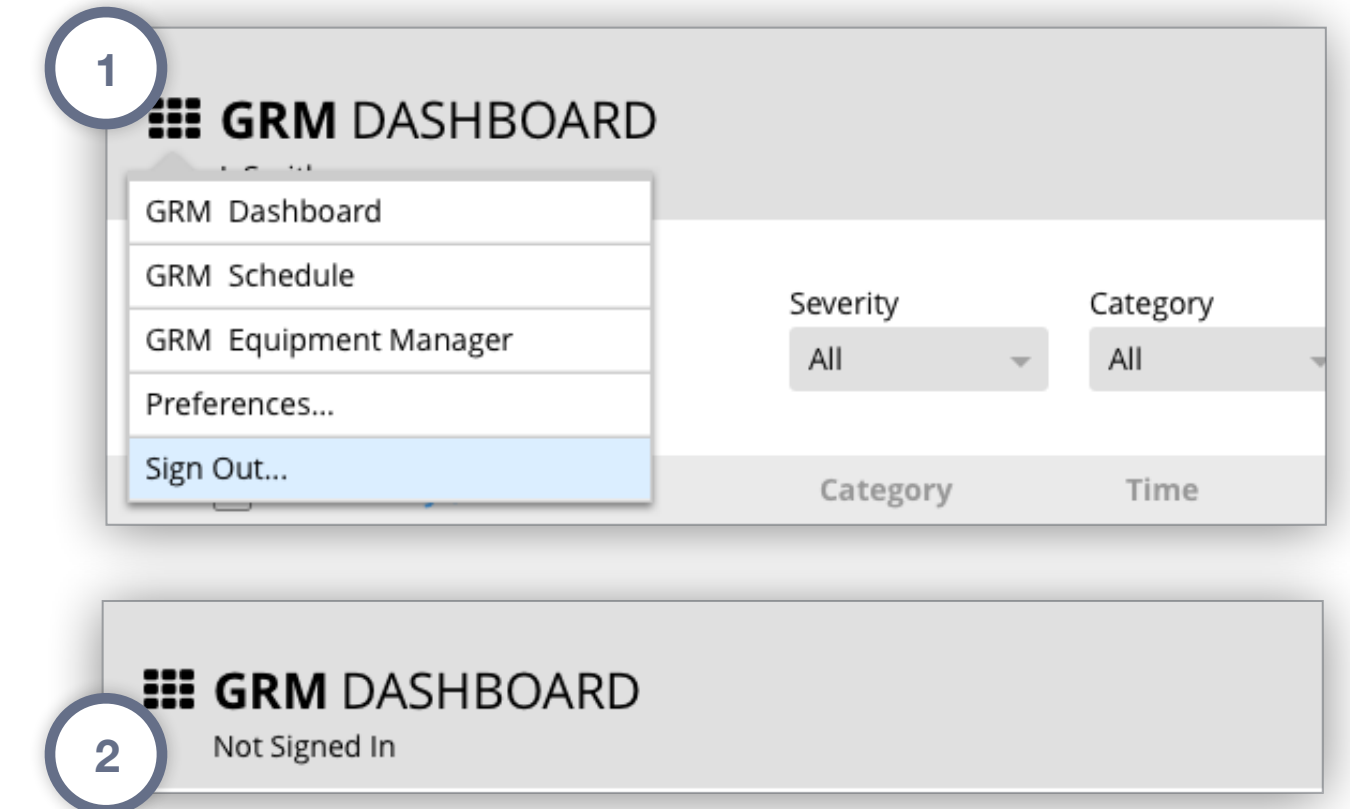 1
GRM DASHBOARD
GRM Dashboard
GRM Schedule
GRM Equipment Manager
Preferences...
Sign Out...
Severity
Category
All
All
Category
Time
2
GRM DASHBOARD
Not Signed In